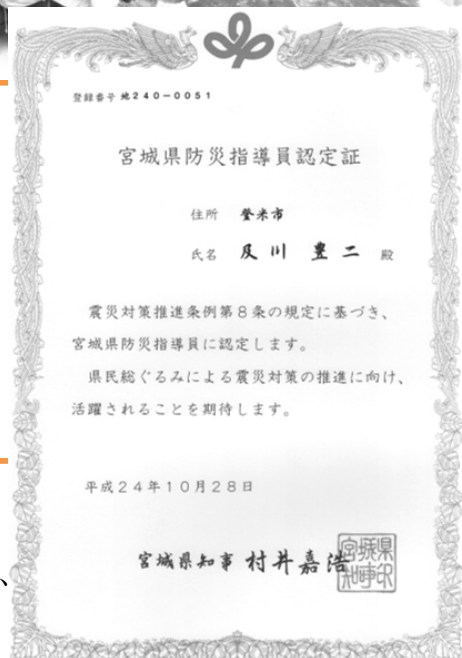 登録番号 地240-0051
宮城県防災指導員認定証
住所 登米市
氏名 及川 豊二 殿
震災対策推進条例第8条の規定に基づき、
宮城県防災指導員に認定します。
県民総ぐるみによる震災対策の推進に向け、
活躍されることを期待します。
平成24年10月28日
宮城県知事 村井嘉浩
宮城県
知事印
、